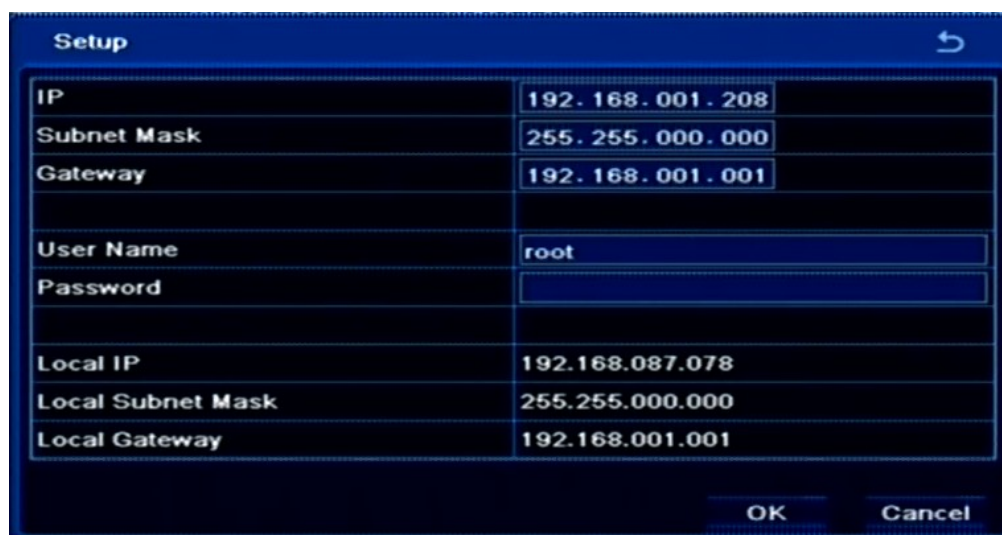 Setup
IP 192.168.001.208
Subnet Mask 255.255.000.000
Gateway 192.168.001.001
User Name root
Password
Local IP 192.168.087.078
Local Subnet Mask 255.255.000.000
Local Gateway 192.168.001.001
OK Cancel